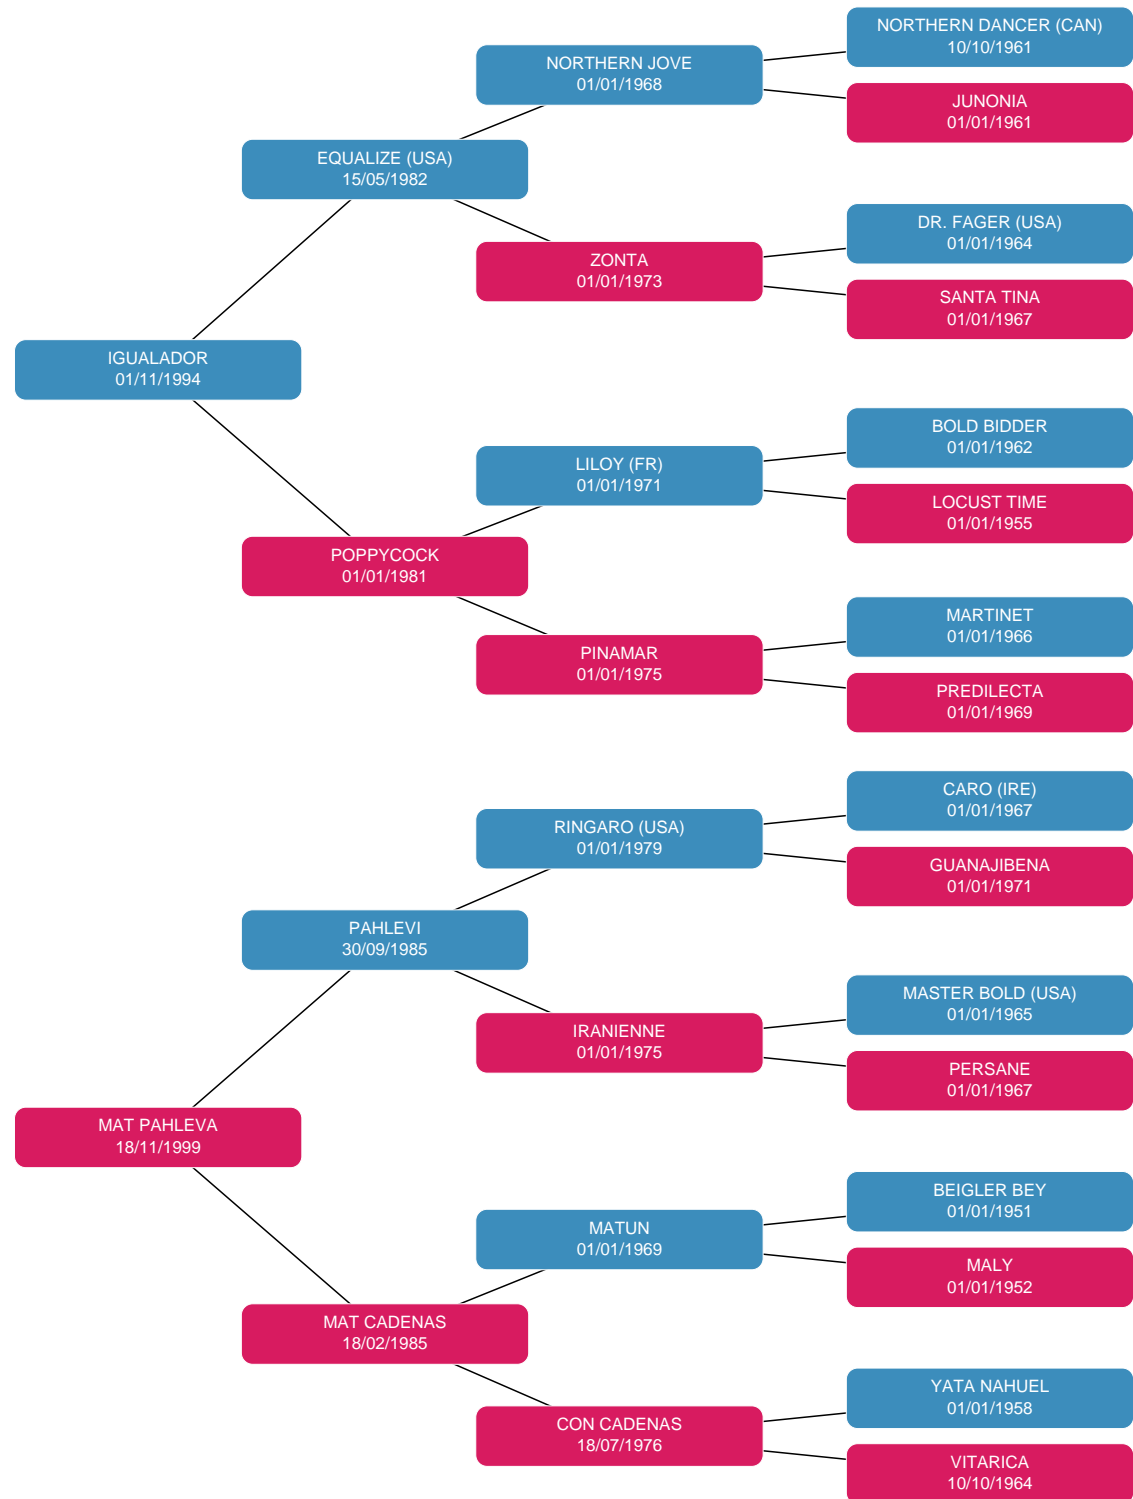 NORTHERN DANCER (CAN)
10/10/1961
NORTHERN JOVE
01/01/1968
JUNONIA
01/01/1961
EQUALIZE (USA)
15/05/1982
DR. FAGER (USA)
01/01/1964
ZONTA
01/01/1973
SANTA TINA
01/01/1967
IGUALADOR
01/11/1994
BOLD BIDDER
01/01/1962
LILOY (FR)
01/01/1971
LOCUST TIME
01/01/1955
POPPYCOCK
01/01/1981
MARTINET
01/01/1966
PINAMAR
01/01/1975
PREDILECTA
01/01/1969
CARO (IRE)
01/01/1967
RINGARO (USA)
01/01/1979
GUANAJIBENA
01/01/1971
PAHLEVI
30/09/1985
MASTER BOLD (USA)
01/01/1965
IRANIENNE
01/01/1975
PERSANE
01/01/1967
MAT PAHLEVA
18/11/1999
BEIGLER BEY
01/01/1951
MATUN
01/01/1969
MALY
01/01/1952
MAT CADENAS
18/02/1985
YATA NAHUEL
01/01/1958
CON CADENAS
18/07/1976
VITARICA
10/10/1964